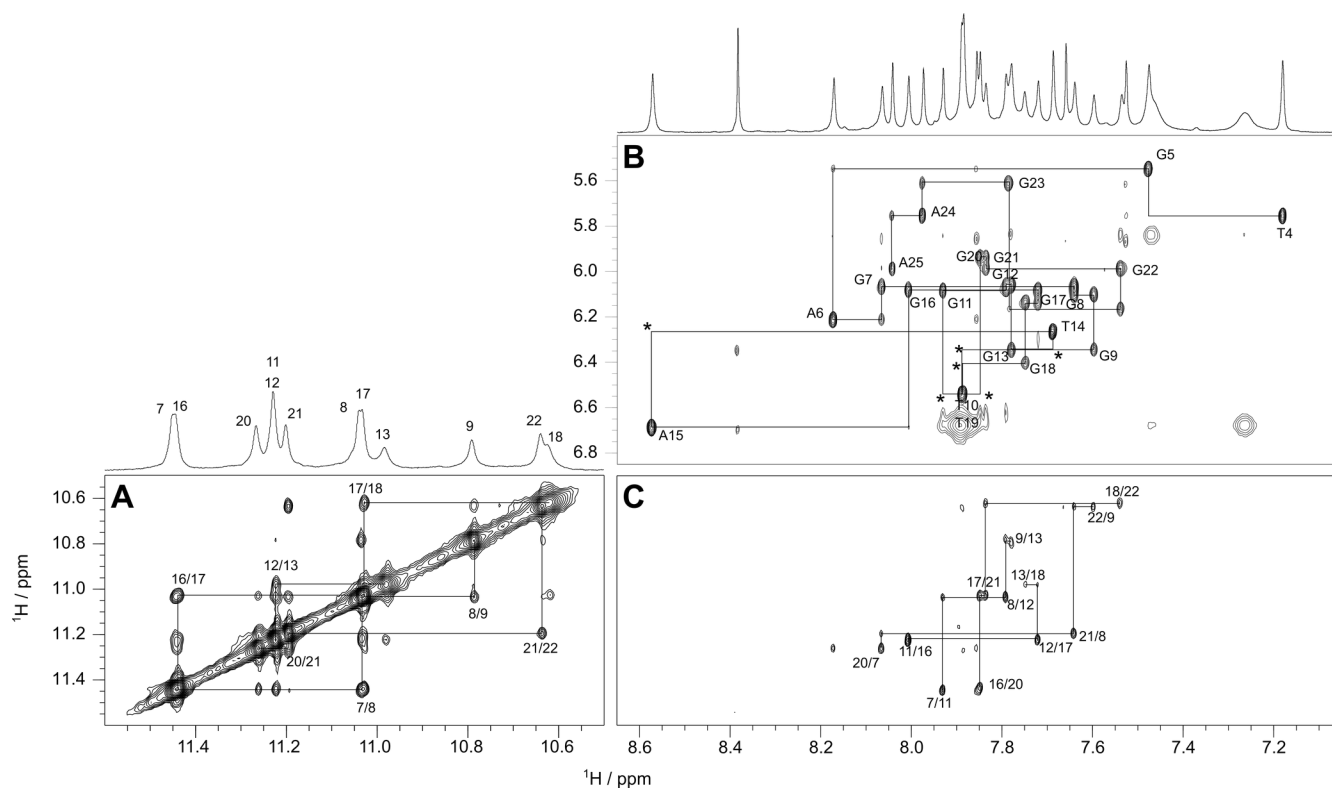 B
G5
5.6
G23
A24
T4
5.8
G20 G21
6.0
A25
G22
G7
G12
G16
G11
G17
G8
6.2
A6
*
T14
*
*
G13
G9
6.4
*
G18
*
*
T10
6.6
T19
A15
6.8
11
12
17
7 16
20
21
8
13
9
22
18
A
10.6
17/18
10.8
12/13
11.0
16/17
8/9
11.2
20/21
21/22
11.4
7/8
¹H / ppm
11.4 11.2 11.0 10.8 10.6
C
18/22
22/9
9/13
17/21
13/18
8/12
20/7
11/16
12/17
21/8
7/11
16/20
8.6 8.4 8.2 8.0 7.8 7.6 7.4 7.2
¹H / ppm